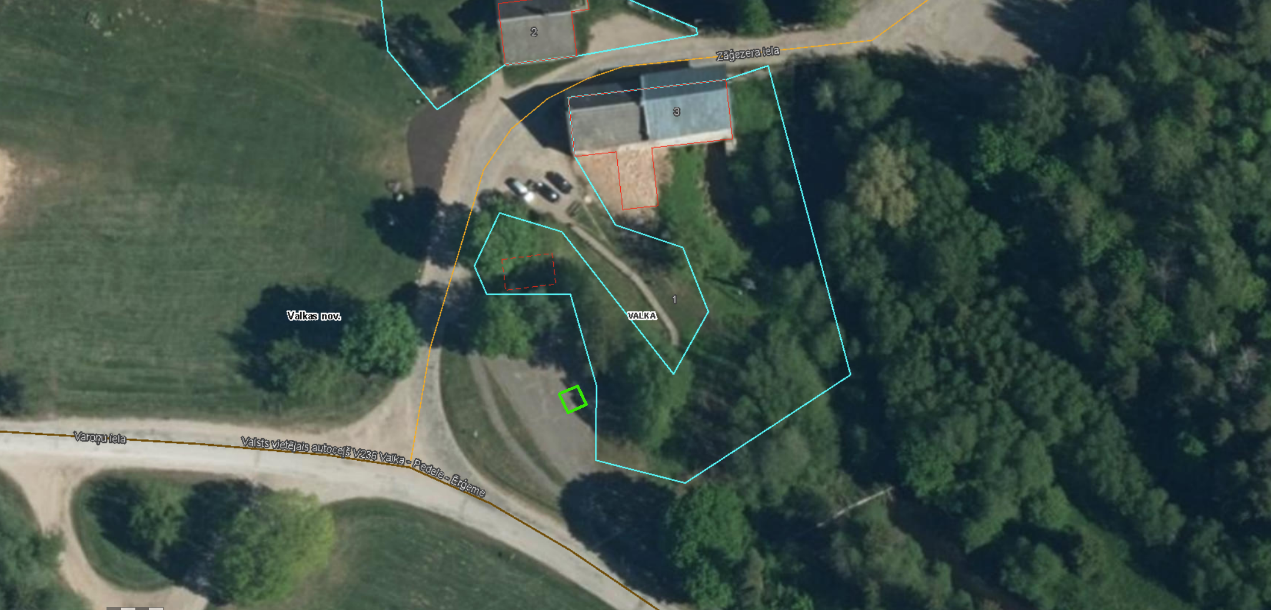 2
Zāģezera iela
3
1
Valkas nov.
VALKA
Varoņu iela
Valsts vietējais autoceļš V236 Valka - Pedele - Ērģeme